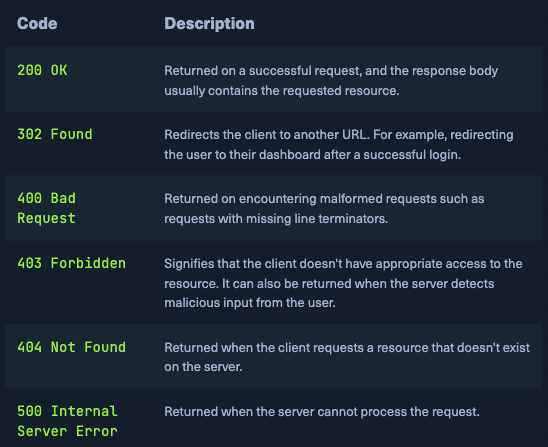 Code Description
200 OK Returned on a successful request, and the response body
usually contains the requested resource.
302 Found Redirects the client to another URL. For example, redirecting
the user to their dashboard after a successful login.
400 Bad Returned on encountering malformed requests such as
Request requests with missing line terminators.
403 Forbidden Signifies that the client doesn't have appropriate access to the
resource. It can also be returned when the server detects
malicious input from the user.
404 Not Found Returned when the client requests a resource that doesn't exist
on the server.
500 Internal Returned when the server cannot process the request.
Server Error